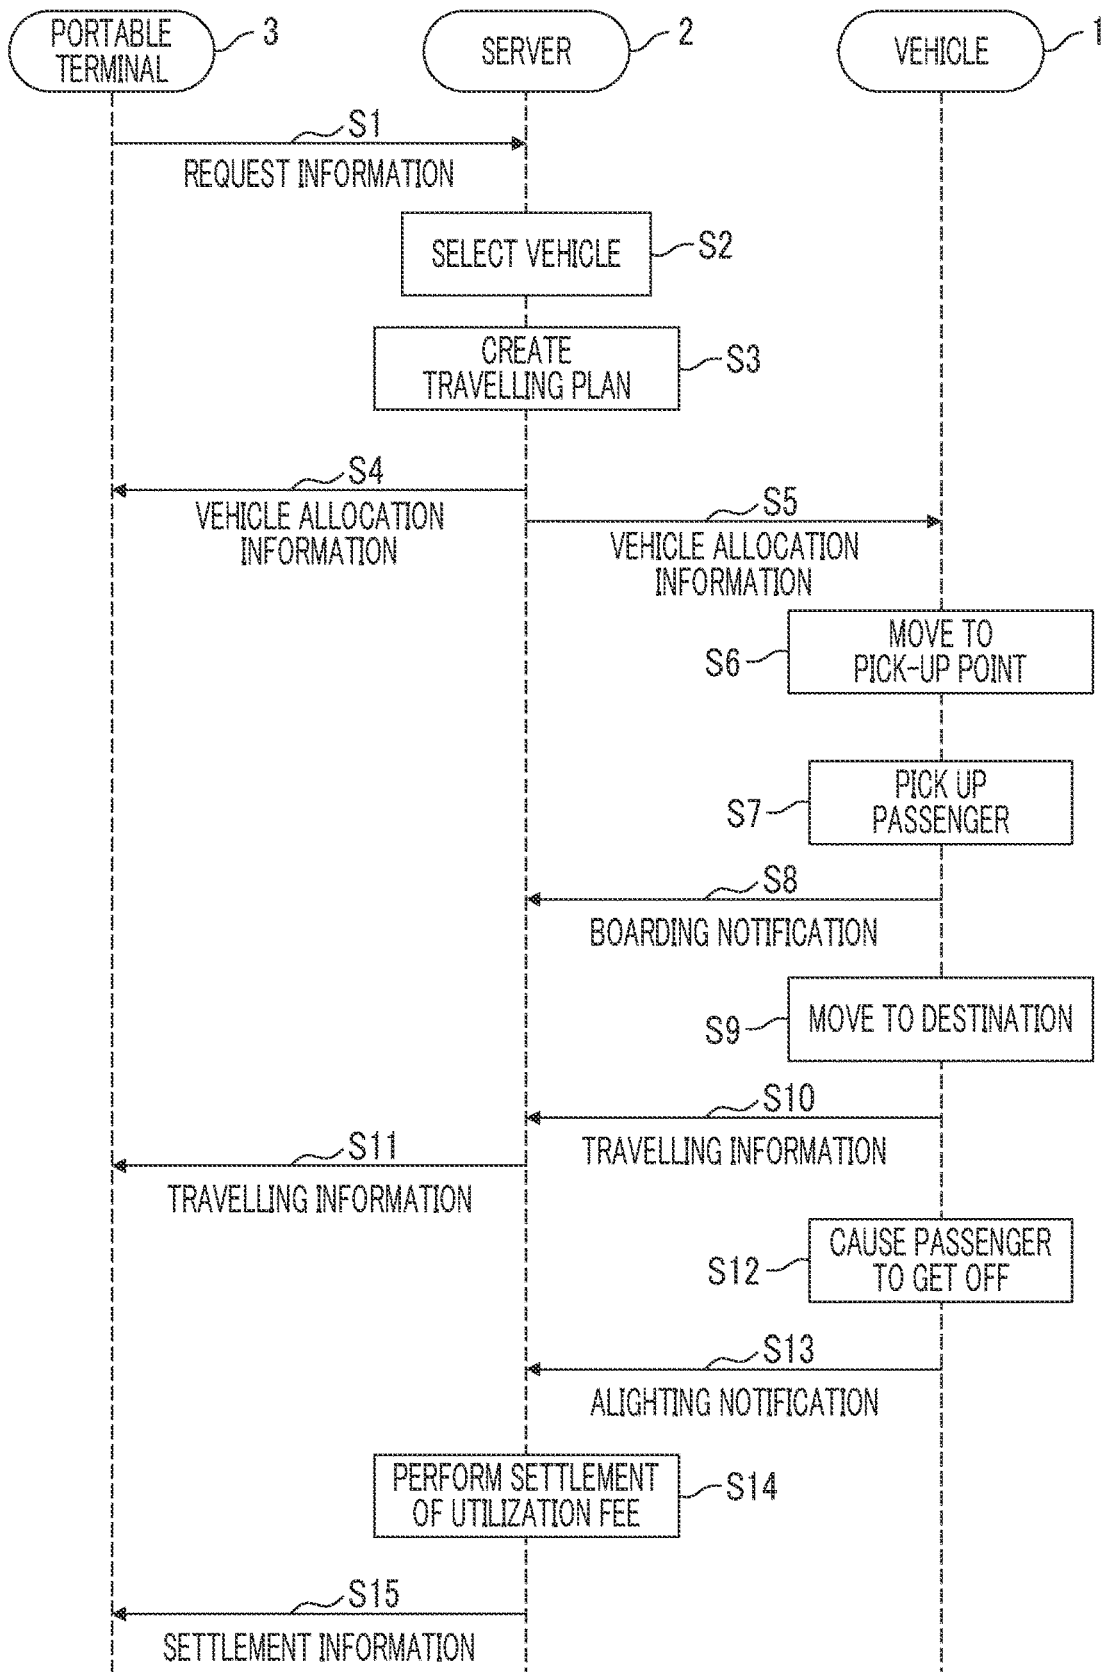 PORTABLE
TERMINAL
3
SERVER
2
VEHICLE
1
S1
REQUEST INFORMATION
SELECT VEHICLE
S2
CREATE
TRAVELLING PLAN
S3
S4
VEHICLE ALLOCATION
INFORMATION
S5
VEHICLE ALLOCATION
INFORMATION
S6
MOVE TO
PICK-UP POINT
S7
PICK UP
PASSENGER
S8
BOARDING NOTIFICATION
S9
MOVE TO DESTINATION
S10
TRAVELLING INFORMATION
S11
TRAVELLING INFORMATION
S12
CAUSE PASSENGER
TO GET OFF
S13
ALIGHTING NOTIFICATION
PERFORM SETTLEMENT
OF UTILIZATION FEE
S14
S15
SETTLEMENT INFORMATION